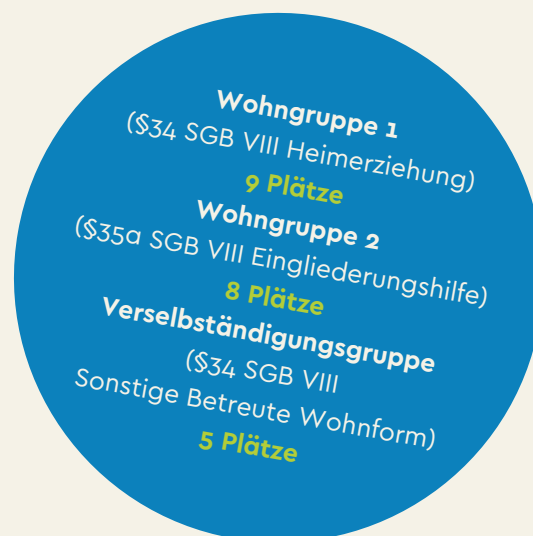 Wohngruppe 1
(§34 SGB VIII Heimerziehung)
9 Plätze
Wohngruppe 2
(§35a SGB VIII Eingliederungshilfe)
8 Plätze
Verselbständigungsgruppe
(§34 SGB VIII
Sonstige Betreute Wohnform)
5 Plätze